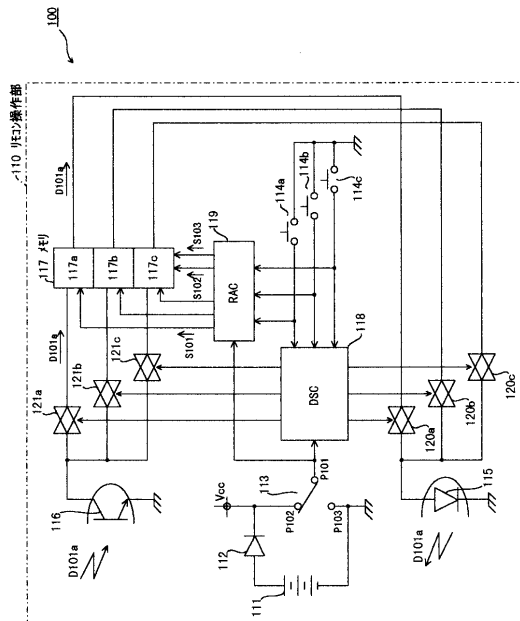 100
110 リモコン操作部
D101a
117 メモリ
117a
117b
117c
D101a
121a
121b
121c
S101
S102
S103
119
RAC
114a
114b
114c
116
D101a
118
DSC
Vcc
113
P101
P102
P103
112
111
120a
120b
120c
115
D101a